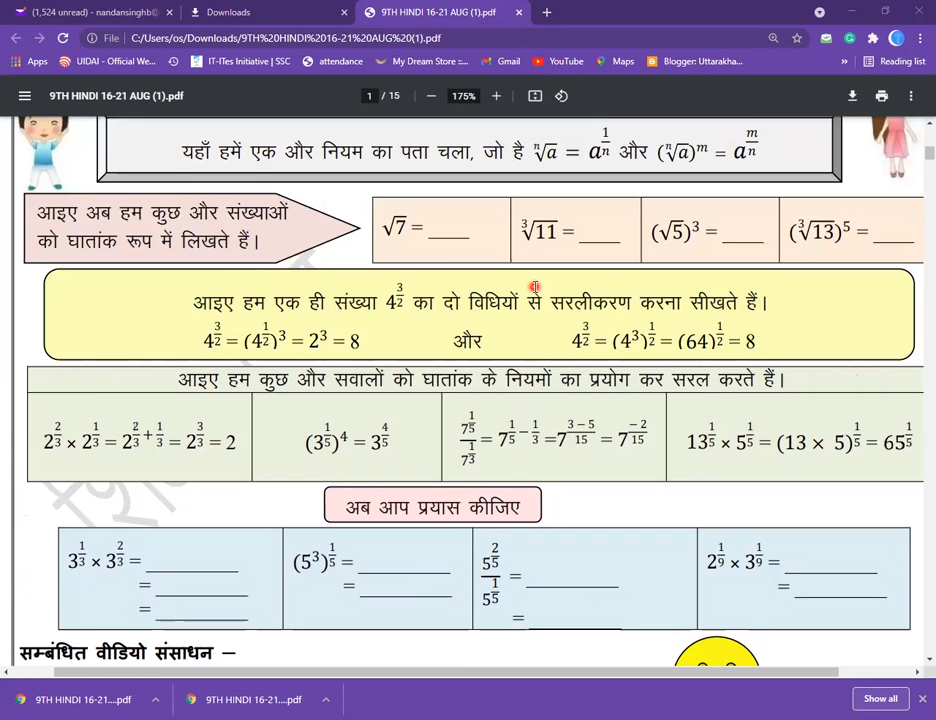 (1,524 unread) - nandansinghb@
Downloads
9TH HINDI 16-21 AUG (1).pdf
File
C:/Users/os/Downloads/9TH%20HINDI%2016-21%20AUG%20(1).pdf
Apps
UIDAI - Official We...
IT-ITes Initiative | SSC
attendance
My Dream Store ::...
Gmail
YouTube
Maps
Blogger: Uttarakha...
»
Reading list
9TH HINDI 16-21 AUG (1).pdf
1 / 15
175%
यहाँ हमें एक और नियम का पता चला, जो है ⁿ√a = a^(1/n) और (ⁿ√a)^m = a^(m/n)
आइए अब हम कुछ और संख्याओं
को घातांक रूप में लिखते हैं।
√7 = ____
³√11 = ____
(√5)³ = ____
(³√13)⁵ = ____
आइए हम एक ही संख्या 4^(3/2) का दो विधियों से सरलीकरण करना सीखते हैं।
4^(3/2) = (4^(1/2))³ = 2³ = 8 और 4^(3/2) = (4³)^(1/2) = (64)^(1/2) = 8
आइए हम कुछ और सवालों को घातांक के नियमों का प्रयोग कर सरल करते हैं।
2^(2/3) × 2^(1/3) = 2^(2/3 + 1/3) = 2^(3/3) = 2
(3^(1/5))⁴ = 3^(4/5)
7^(1/5) / 7^(1/3) = 7^(1/5 − 1/3) = 7^((3−5)/15) = 7^(−2/15)
13^(1/5) × 5^(1/5) = (13 × 5)^(1/5) = 65^(1/5)
अब आप प्रयास कीजिए
3^(1/3) × 3^(2/3) = ____
= ____
= ____
(5³)^(1/5) = ____
= ____
5^(2/5) / 5^(1/5) = ____
= ____
2^(1/9) × 3^(1/9) = ____
= ____
सम्बंधित वीडियो संसाधन –
9TH HINDI 16-21....pdf
9TH HINDI 16-21....pdf
Show all